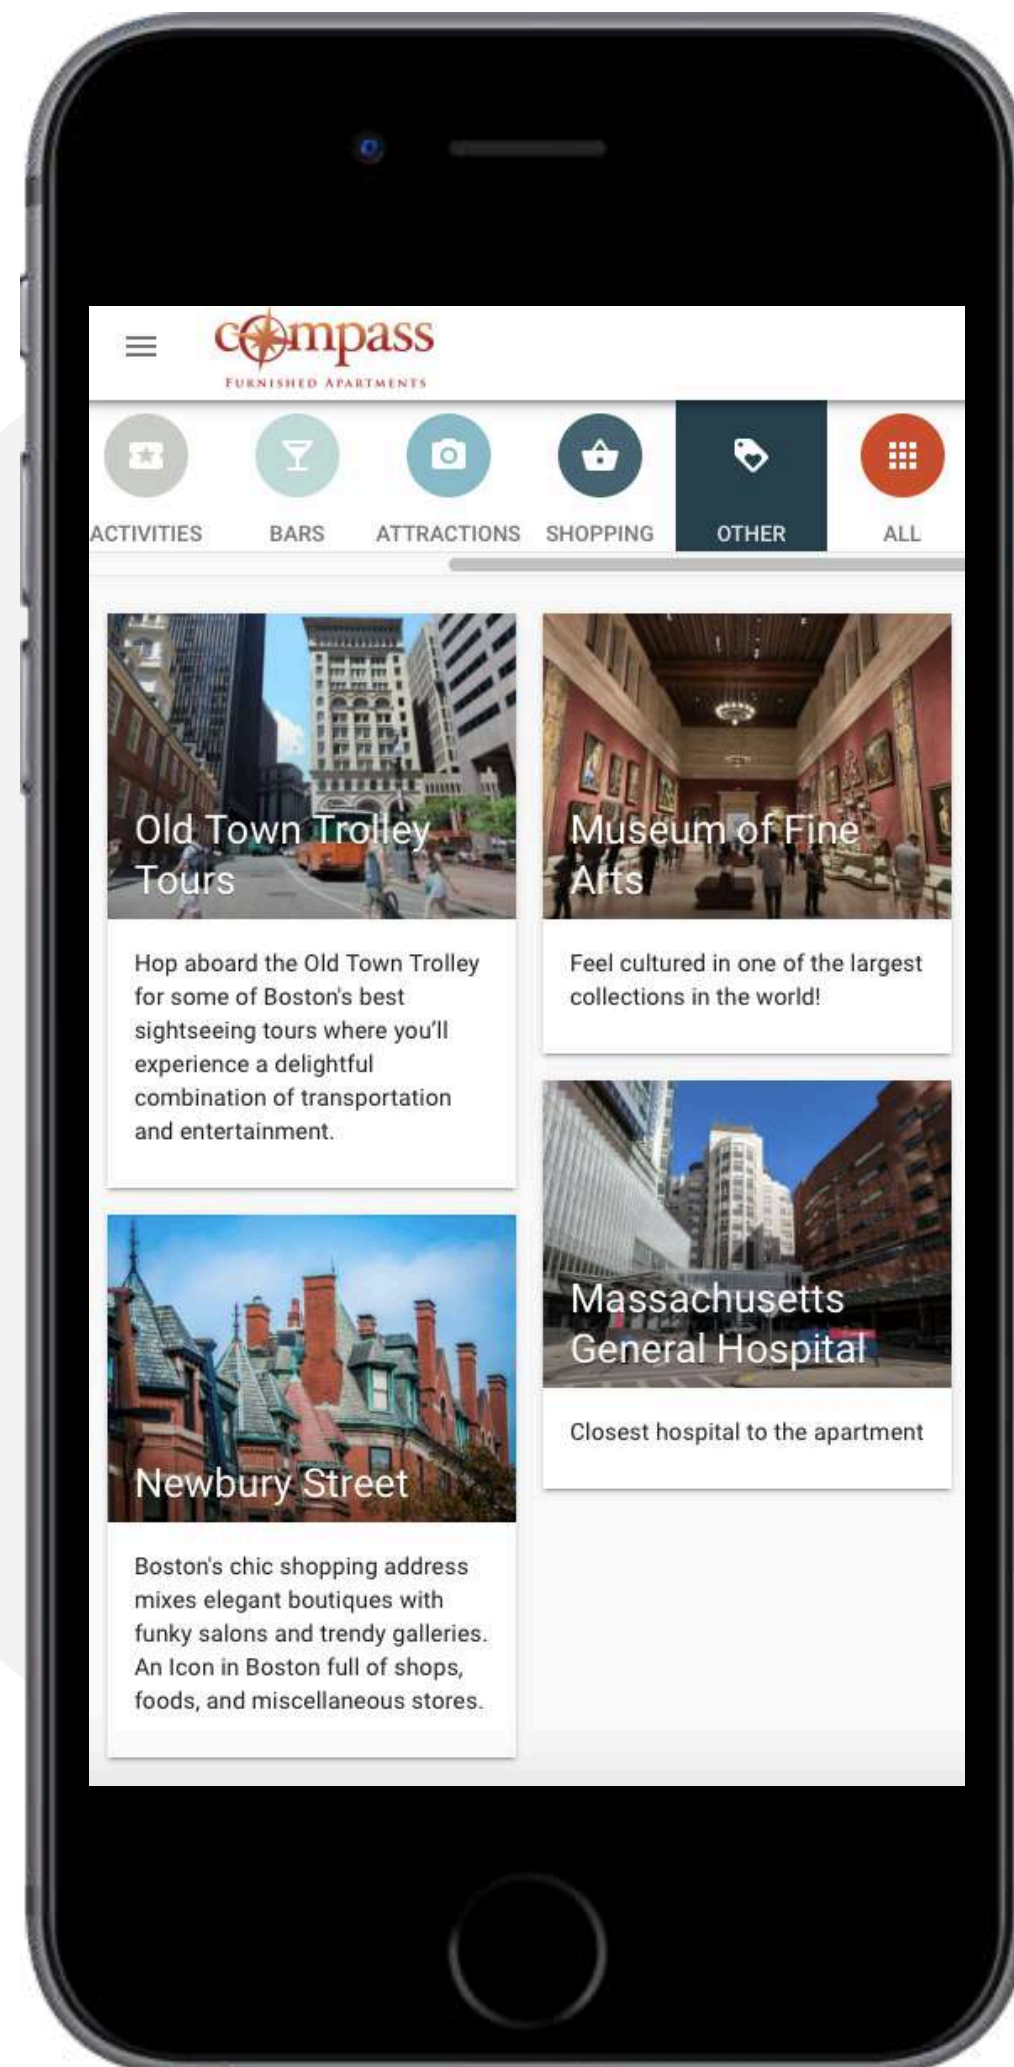 compass
FURNISHED APARTMENTS
ACTIVITIES
BARS
ATTRACTIONS
SHOPPING
OTHER
ALL
Old Town Trolley
Tours
Hop aboard the Old Town Trolley
for some of Boston's best
sightseeing tours where you’ll
experience a delightful
combination of transportation
and entertainment.
Newbury Street
Boston's chic shopping address
mixes elegant boutiques with
funky salons and trendy galleries.
An Icon in Boston full of shops,
foods, and miscellaneous stores.
Museum of Fine
Arts
Feel cultured in one of the largest
collections in the world!
Massachusetts
General Hospital
Closest hospital to the apartment